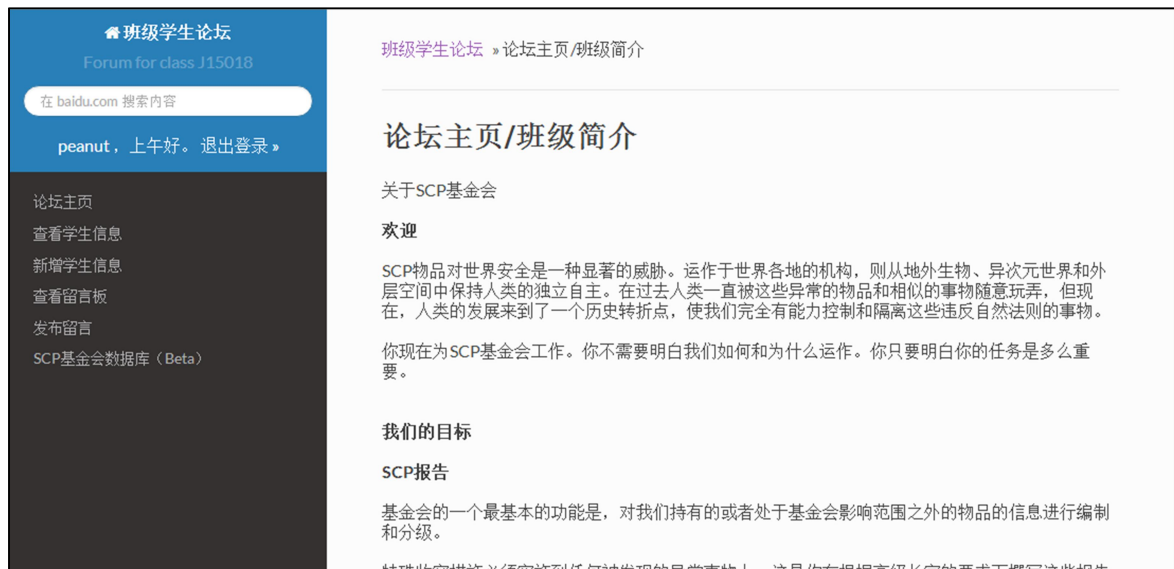 班级学生论坛
Forum for class J15018
在 baidu.com 搜索内容
peanut ，上午好。 退出登录 »
论坛主页
查看学生信息
新增学生信息
查看留言板
发布留言
SCP基金会数据库（Beta）
班级学生论坛 » 论坛主页/班级简介
论坛主页/班级简介
关于SCP基金会
欢迎
SCP物品对世界安全是一种显著的威胁。运作于世界各地的机构，则从地外生物、异次元世界和外
层空间中保持人类的独立自主。在过去人类一直被这些异常的物品和相似的事物随意玩弄，但现
在，人类的发展来到了一个历史转折点，使我们完全有能力控制和隔离这些违反自然法则的事物。
你现在为SCP基金会工作。你不需要明白我们如何和为什么运作。你只要明白你的任务是多么重
要。
我们的目标
SCP报告
基金会的一个最基本的功能是，对我们持有的或者处于基金会影响范围之外的物品的信息进行编制
和分级。